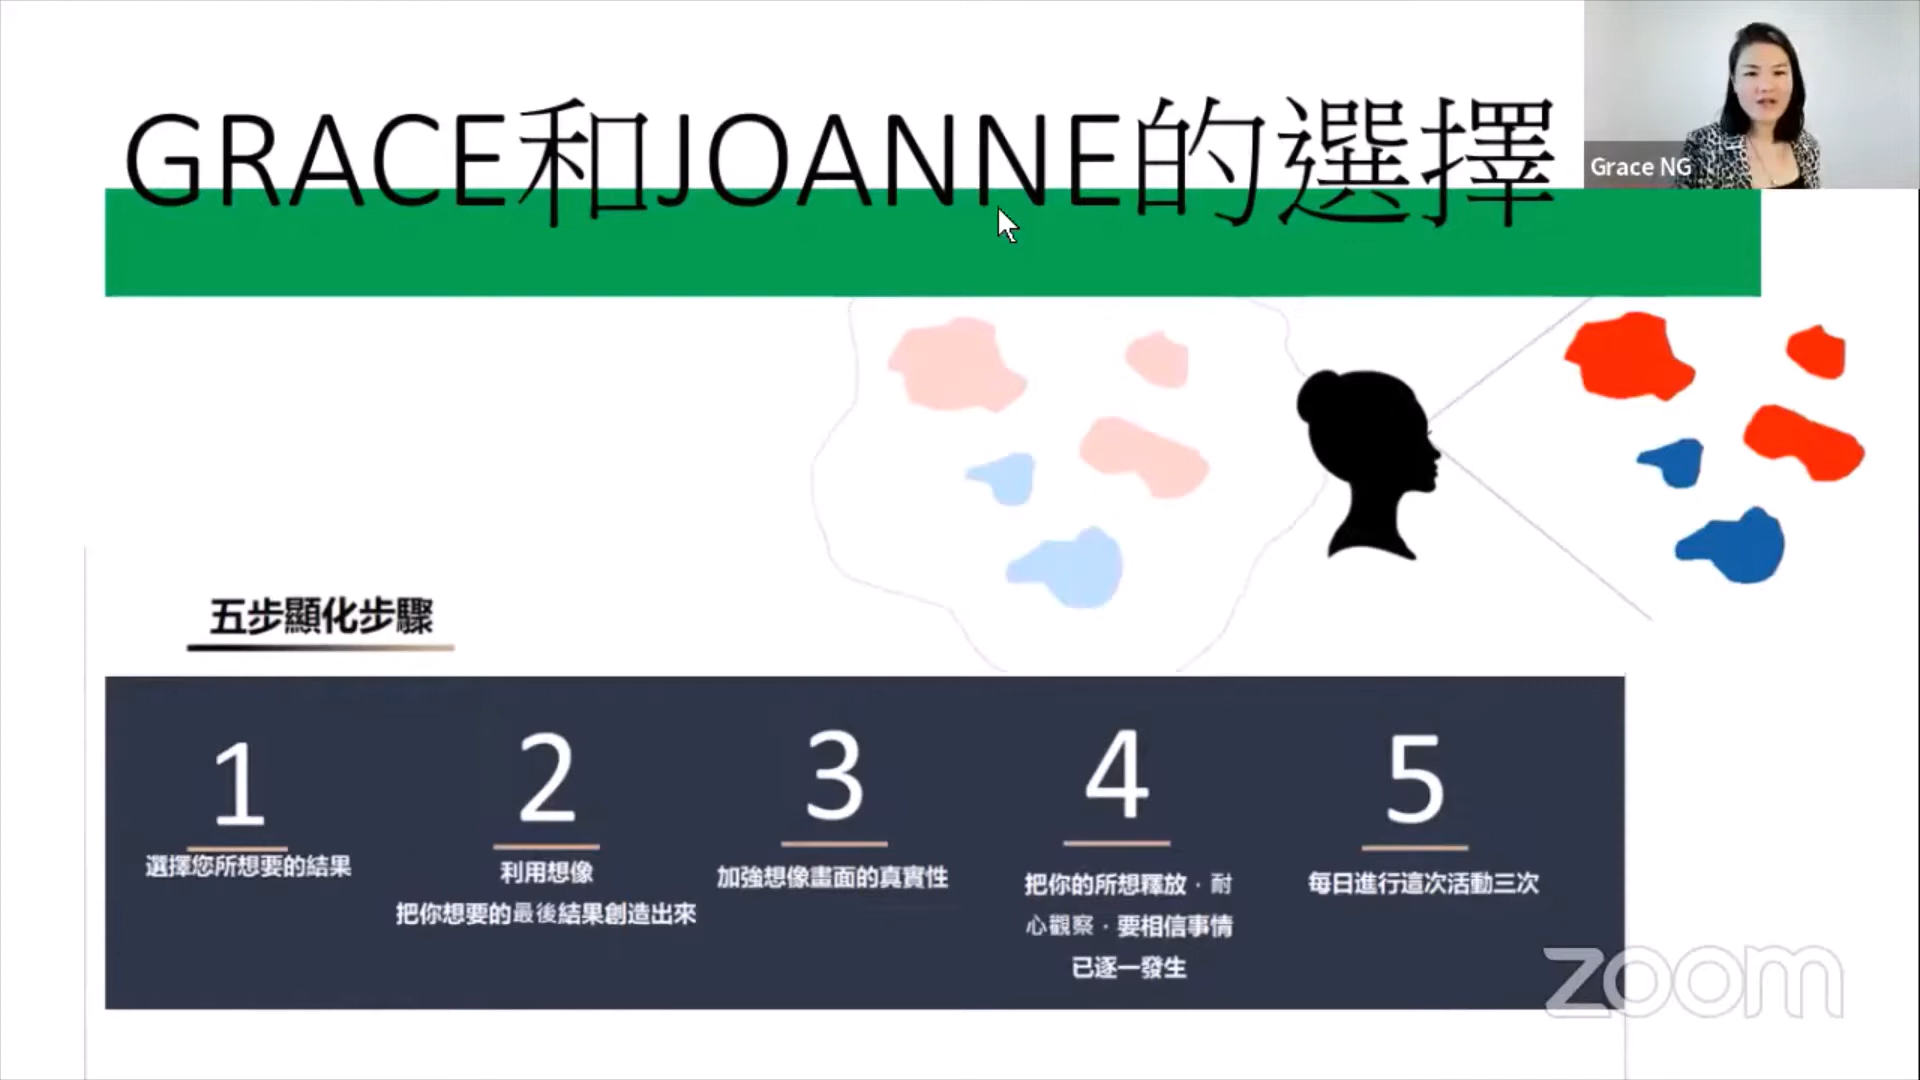 GRACE和JOANNE的選擇
Grace NG
五步顯化步驟
1
選擇您所想要的結果
2
利用想像
把你想要的最後結果創造出來
3
加強想像畫面的真實性
4
把你的所想釋放，耐
心觀察，要相信事情
已逐一發生
5
每日進行這次活動三次
zoom